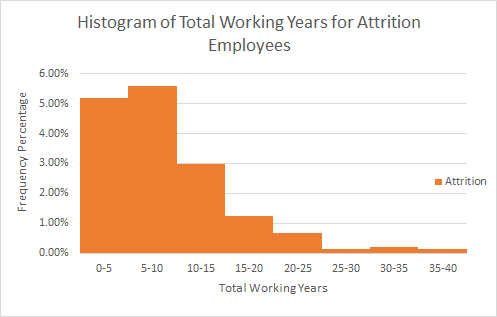 Histogram of Total Working Years for Attrition
Employees
6.00%
5.00%
4.00%
3.00%
2.00%
1.00%
0.00%
Frequency Percentage
0-5 5-10 10-15 15-20 20-25 25-30 30-35 35-40
Total Working Years
Attrition